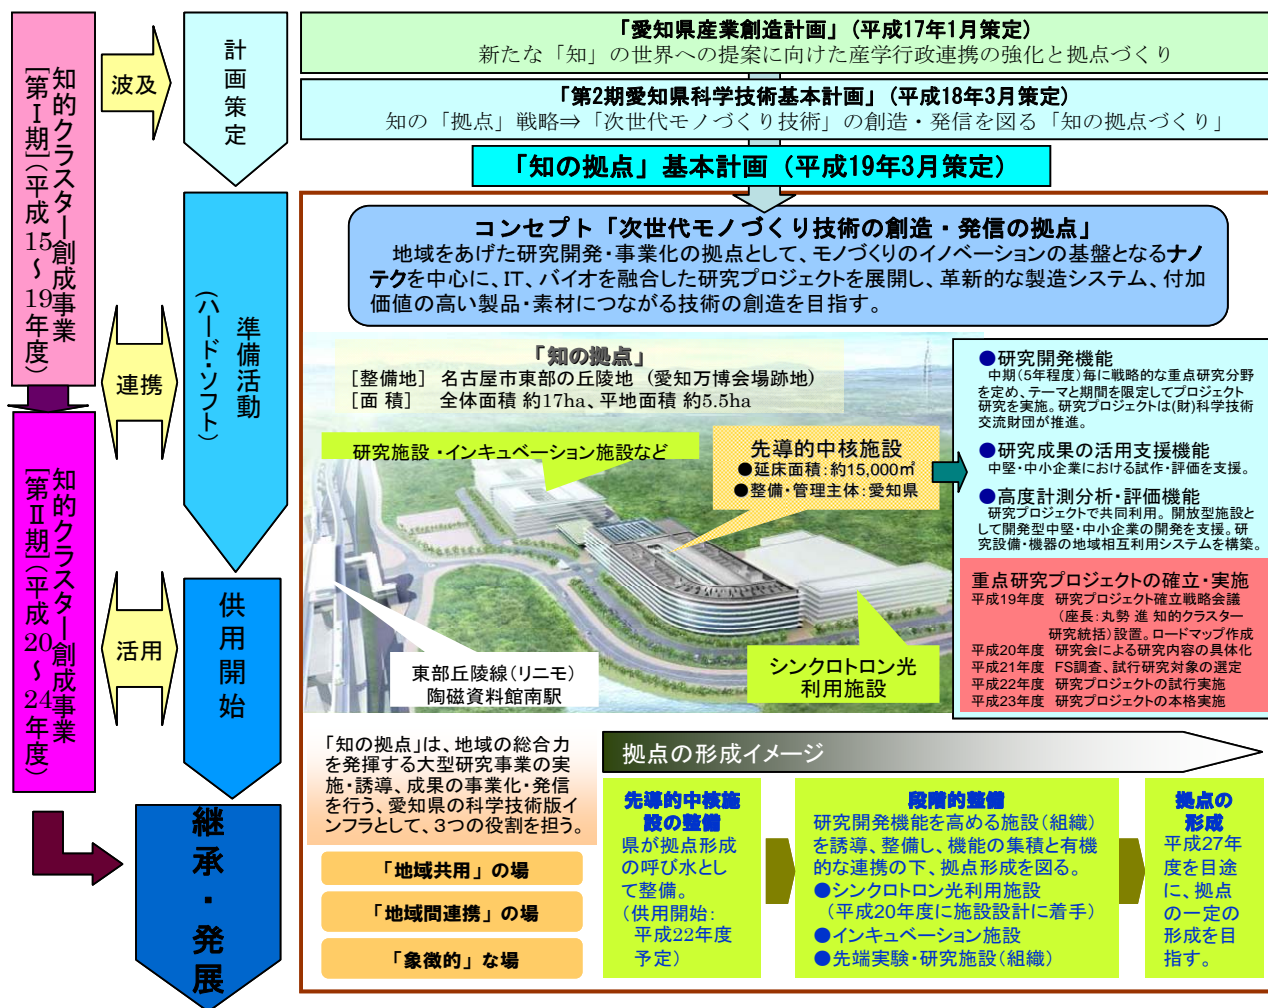 知的クラスター創成事業
[第Ⅰ期](平成15～19年度)
知的クラスター創成事業
[第Ⅱ期](平成20～24年度)
波及
連携
活用
計画策定
準備活動
(ハード・ソフト)
供用開始
継承・発展
「愛知県産業創造計画」(平成17年1月策定)
新たな「知」の世界への提案に向けた産学行政連携の強化と拠点づくり
「第2期愛知県科学技術基本計画」(平成18年3月策定)
知の「拠点」戦略⇒「次世代モノづくり技術」の創造・発信を図る「知の拠点づくり」
「知の拠点」基本計画(平成19年3月策定)
コンセプト「次世代モノづくり技術の創造・発信の拠点」
地域をあげた研究開発・事業化の拠点として、モノづくりのイノベーションの基盤となるナノ
テクを中心に、IT、バイオを融合した研究プロジェクトを展開し、革新的な製造システム、付加
価値の高い製品・素材につながる技術の創造を目指す。
「知の拠点」
[整備地] 名古屋市東部の丘陵地 (愛知万博会場跡地)
[面 積] 全体面積 約17ha、平地面積 約5.5ha
研究施設・インキュベーション施設など
先導的中核施設
●延床面積:約15,000㎡
●整備・管理主体:愛知県
東部丘陵線(リニモ)
陶磁資料館南駅
シンクロトロン光
利用施設
●研究開発機能
中期(5年程度)毎に戦略的な重点研究分野
を定め、テーマと期間を限定してプロジェクト
研究を実施。研究プロジェクトは(財)科学技術
交流財団が推進。
●研究成果の活用支援機能
中堅・中小企業における試作・評価を支援。
●高度計測分析・評価機能
研究プロジェクトで共同利用。開放型施設と
して開発型中堅・中小企業の開発を支援。研
究設備・機器の地域相互利用システムを構築。
重点研究プロジェクトの確立・実施
平成19年度 研究プロジェクト確立戦略会議
(座長:丸勢 進 知的クラスター
研究統括)設置。ロードマップ作成
平成20年度 研究会による研究内容の具体化
平成21年度 FS調査、試行研究対象の選定
平成22年度 研究プロジェクトの試行実施
平成23年度 研究プロジェクトの本格実施
「知の拠点」は、地域の総合力
を発揮する大型研究事業の実
施・誘導、成果の事業化・発信
を行う、愛知県の科学技術版イ
ンフラとして、3つの役割を担う。
「地域共用」の場
「地域間連携」の場
「象徴的」な場
拠点の形成イメージ
先導的中核施
設の整備
県が拠点形成
の呼び水とし
て整備。
(供用開始:
平成22年度
予定)
段階的整備
研究開発機能を高める施設(組織)
を誘導、整備し、機能の集積と有機
的な連携の下、拠点形成を図る。
●シンクロトロン光利用施設
(平成20年度に施設設計に着手)
●インキュベーション施設
●先端実験・研究施設(組織)
拠点の
形成
平成27年
度を目途
に、拠点
の一定の
形成を目
指す。